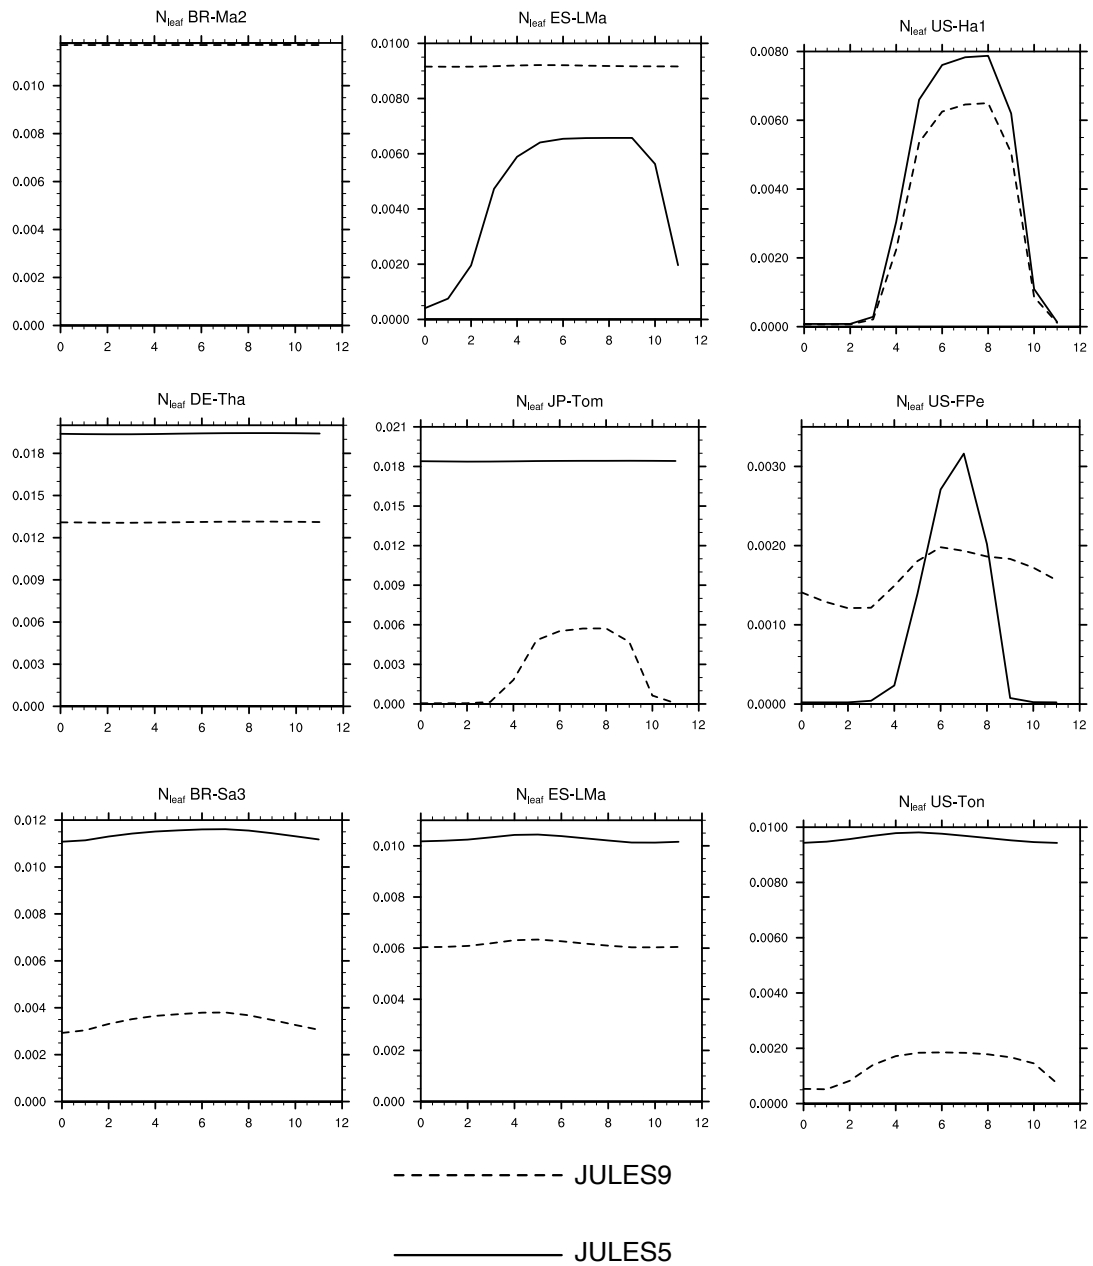 N_leaf BR-Ma2
0.010
0.008
0.006
0.004
0.002
0.000
0 2 4 6 8 10 12
N_leaf ES-LMa
0.0100
0.0080
0.0060
0.0040
0.0020
0.0000
0 2 4 6 8 10 12
N_leaf US-Ha1
0.0080
0.0060
0.0040
0.0020
0.0000
0 2 4 6 8 10 12
N_leaf DE-Tha
0.018
0.015
0.012
0.009
0.006
0.003
0.000
0 2 4 6 8 10 12
N_leaf JP-Tom
0.021
0.018
0.015
0.012
0.009
0.006
0.003
0.000
0 2 4 6 8 10 12
N_leaf US-FPe
0.0030
0.0020
0.0010
0.0000
0 2 4 6 8 10 12
N_leaf BR-Sa3
0.012
0.010
0.008
0.006
0.004
0.002
0.000
0 2 4 6 8 10 12
N_leaf ES-LMa
0.010
0.008
0.006
0.004
0.002
0.000
0 2 4 6 8 10 12
N_leaf US-Ton
0.0100
0.0080
0.0060
0.0040
0.0020
0.0000
0 2 4 6 8 10 12
JULES9
JULES5